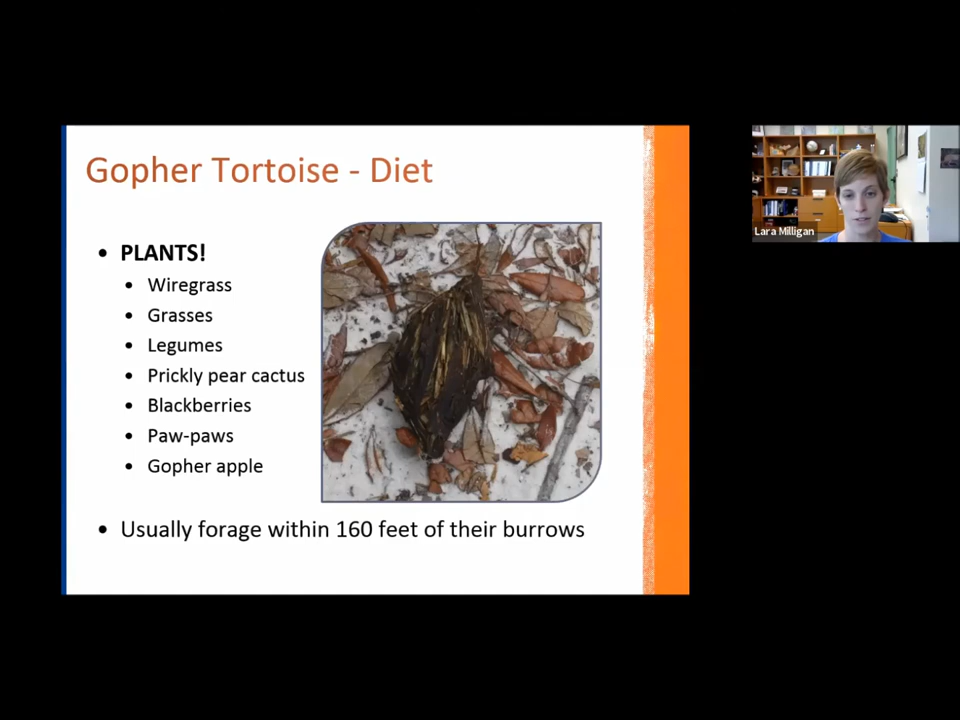 Gopher Tortoise - Diet
• PLANTS!
• Wiregrass
• Grasses
• Legumes
• Prickly pear cactus
• Blackberries
• Paw-paws
• Gopher apple
• Usually forage within 160 feet of their burrows
Lara Milligan